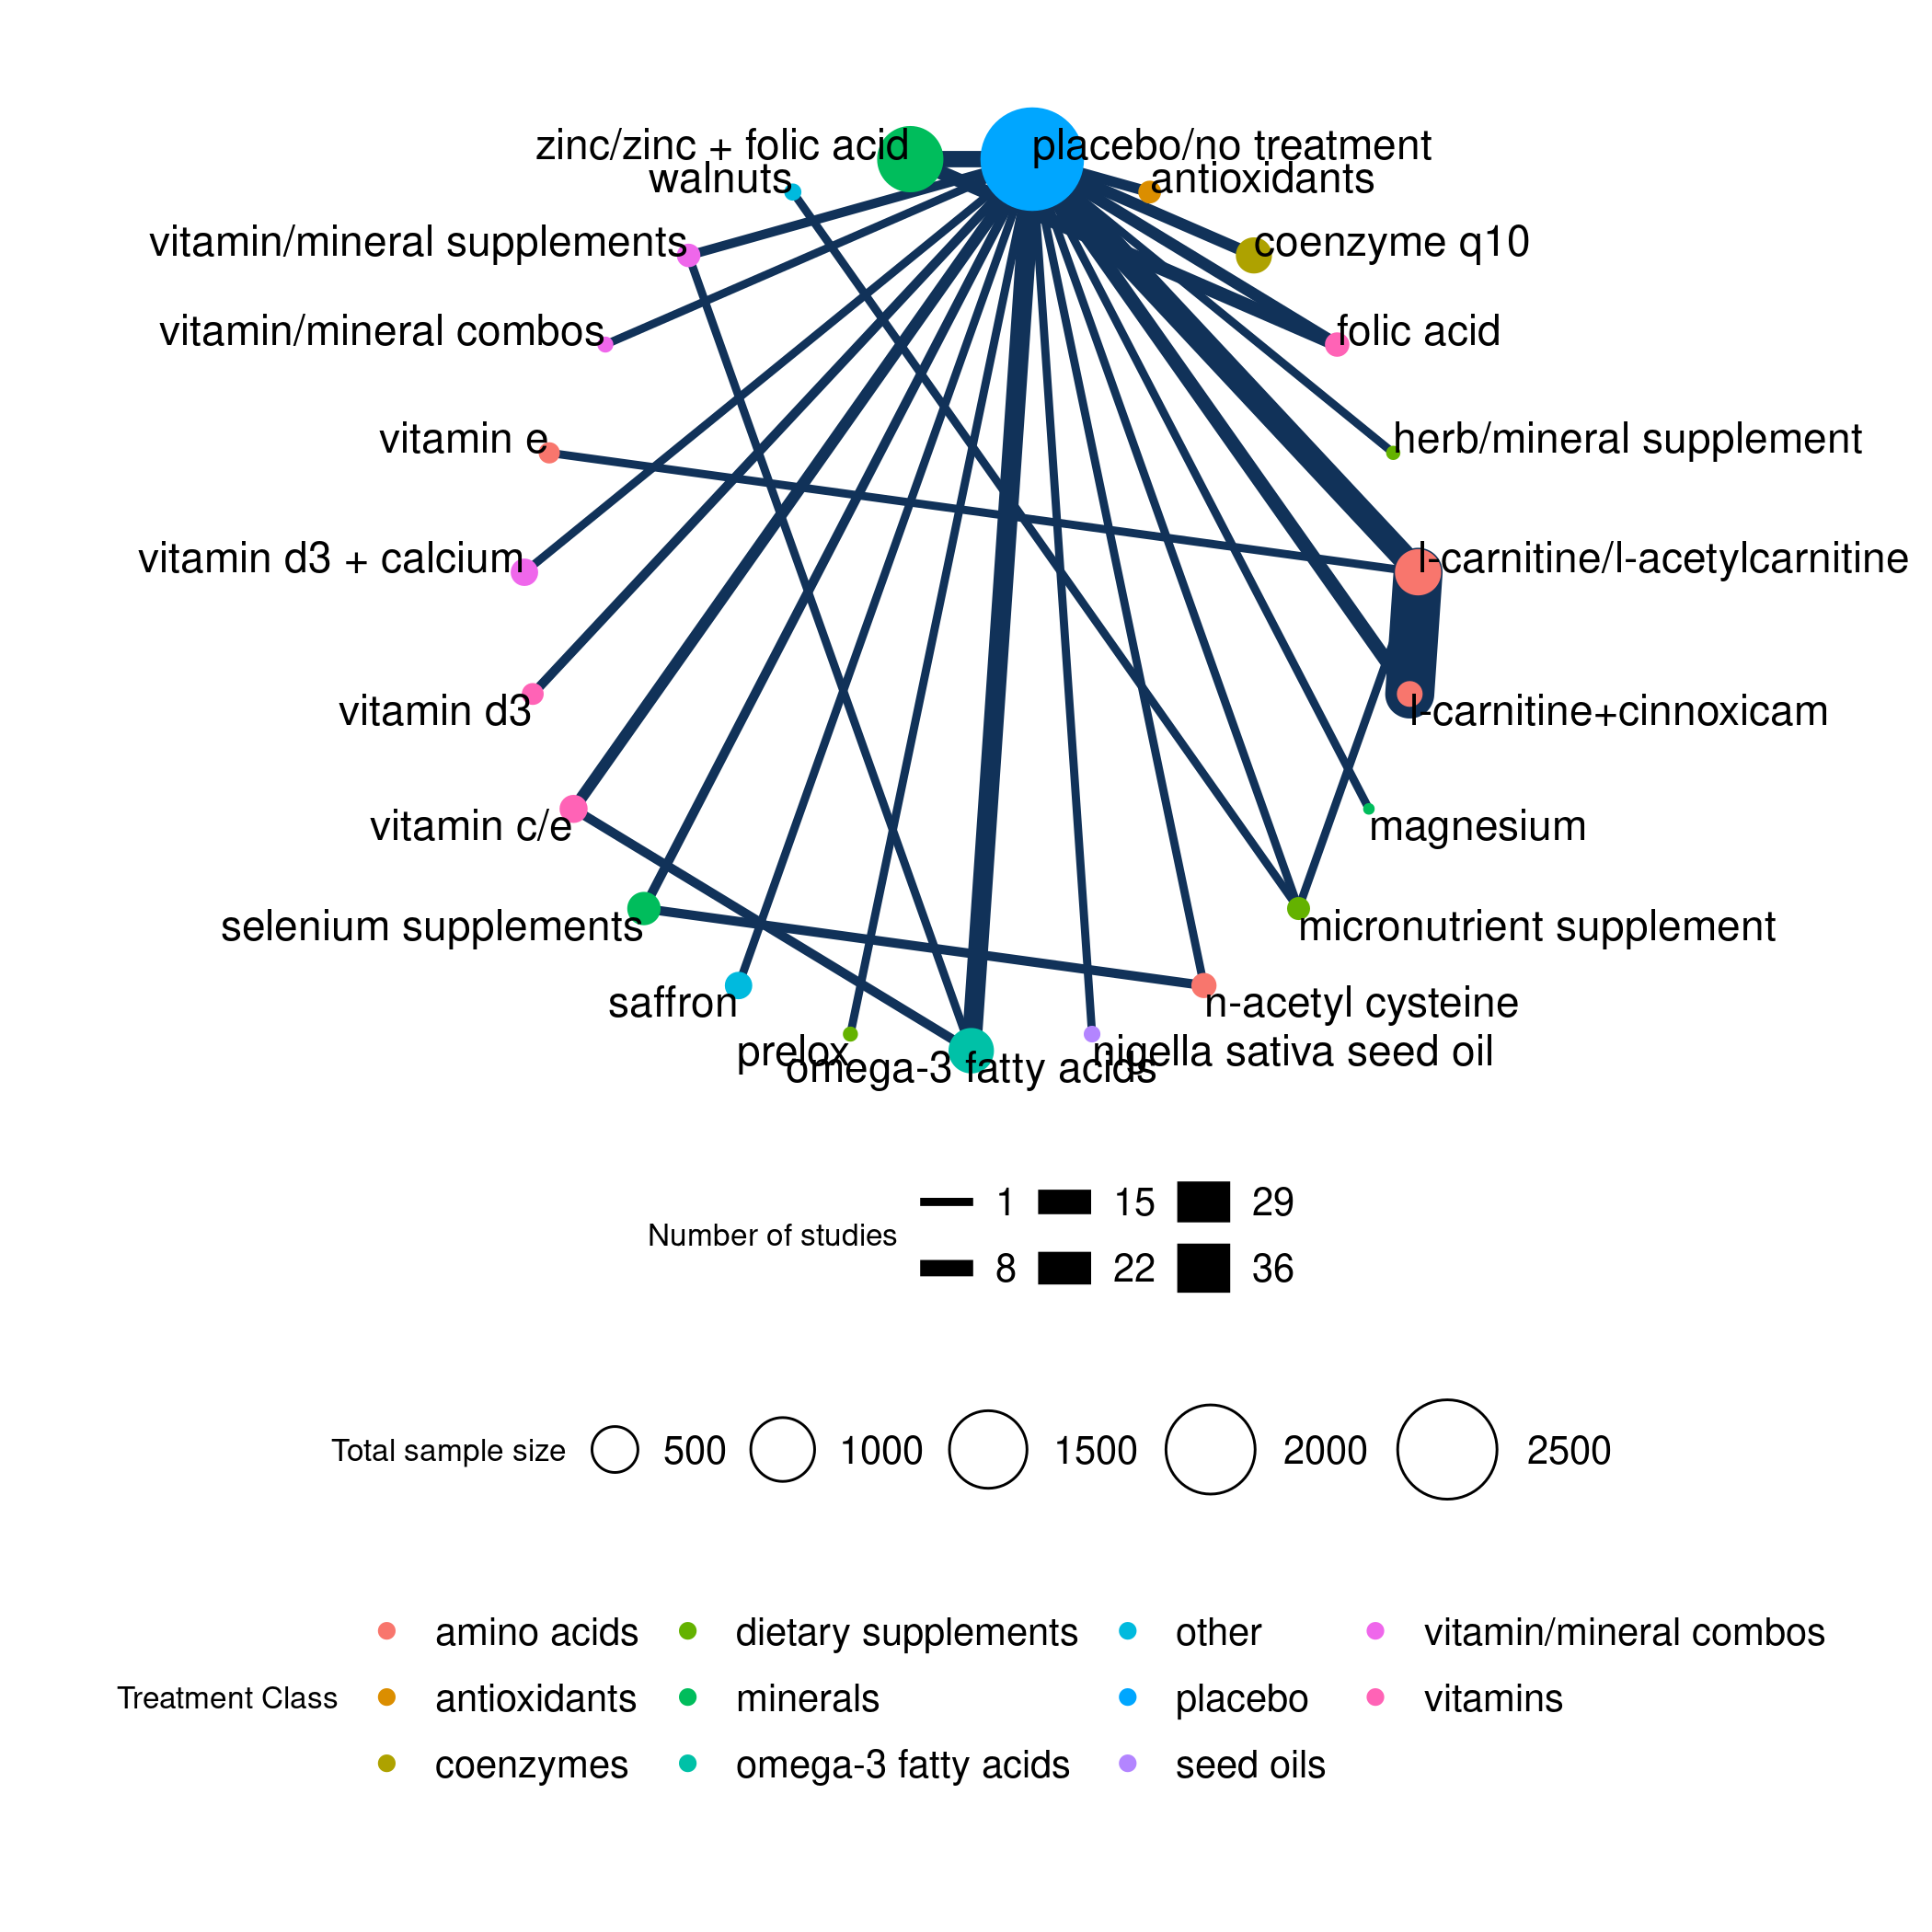 zinc/zinc + folic acid
placebo/no treatment
walnuts
antioxidants
vitamin/mineral supplements
coenzyme q10
vitamin/mineral combos
folic acid
vitamin e
herb/mineral supplement
vitamin d3 + calcium
l-carnitine/l-acetylcarnitine
vitamin d3
l-carnitine+cinnoxicam
vitamin c/e
magnesium
selenium supplements
micronutrient supplement
saffron
n-acetyl cysteine
prelox
nigella sativa seed oil
omega-3 fatty acids
Number of studies
1 15 29
8 22 36
Total sample size 500 1000 1500 2000 2500
Treatment Class
amino acids dietary supplements other vitamin/mineral combos
antioxidants minerals placebo vitamins
coenzymes omega-3 fatty acids seed oils